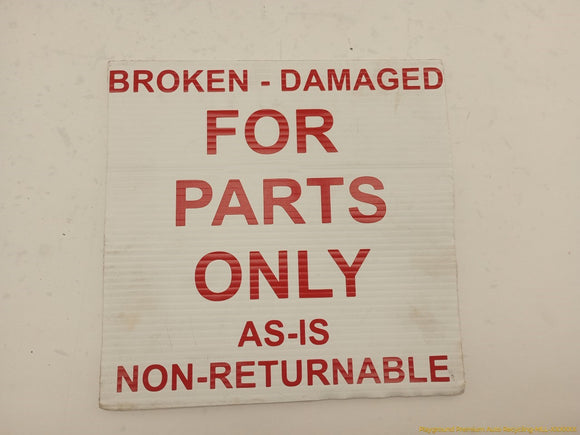 BROKEN - DAMAGED
FOR
PARTS
ONLY
AS-IS
NON-RETURNABLE